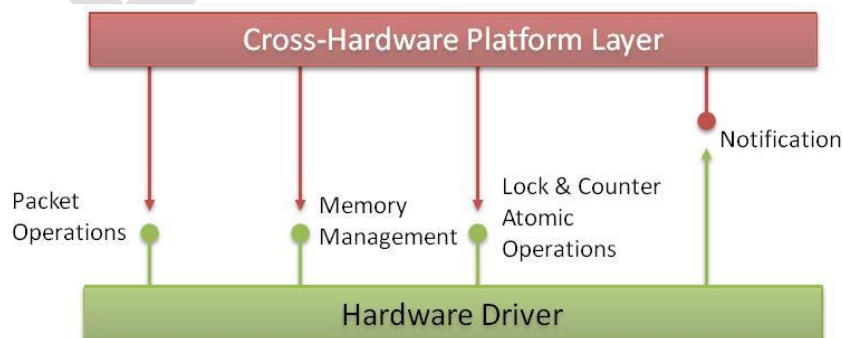 Cross-Hardware Platform Layer
Notification
Packet
Operations
Memory
Management
Lock & Counter
Atomic
Operations
Hardware Driver